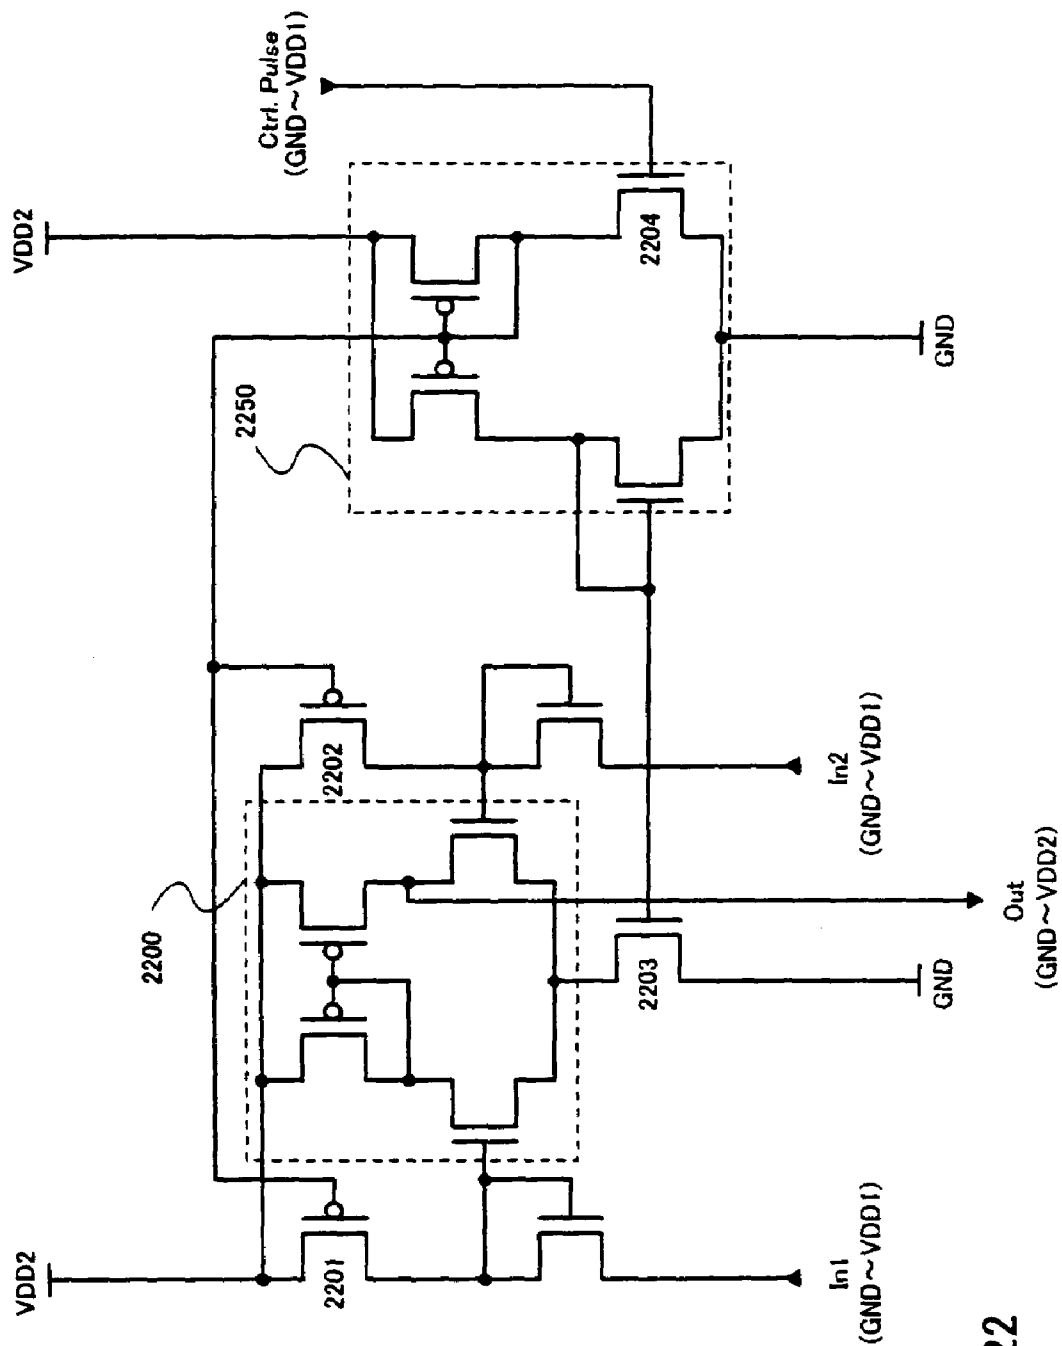 VDD2
VDD2
Ctrl. Pulse
(GND~VDD1)
2200
2250
2201
2202
2203
2204
In1
(GND~VDD1)
In2
(GND~VDD1)
Out
(GND~VDD2)
GND
GND
22